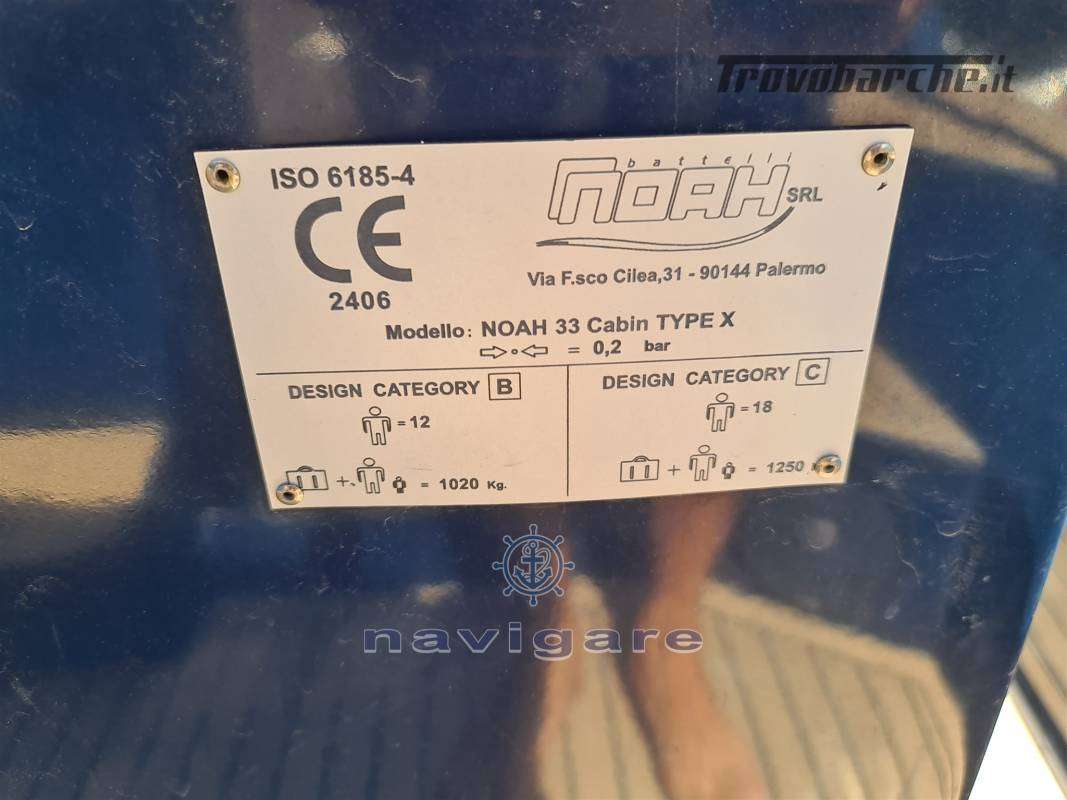 Trovobarche.it
ISO 6185-4
CE
2406
battelli
NOAH SRL
Via F.sco Cilea,31 - 90144 Palermo
Modello: NOAH 33 Cabin TYPE X
= 0,2 bar
DESIGN CATEGORY B
= 12
+ = 1020 Kg.
DESIGN CATEGORY C
= 18
+ = 1250
navigare